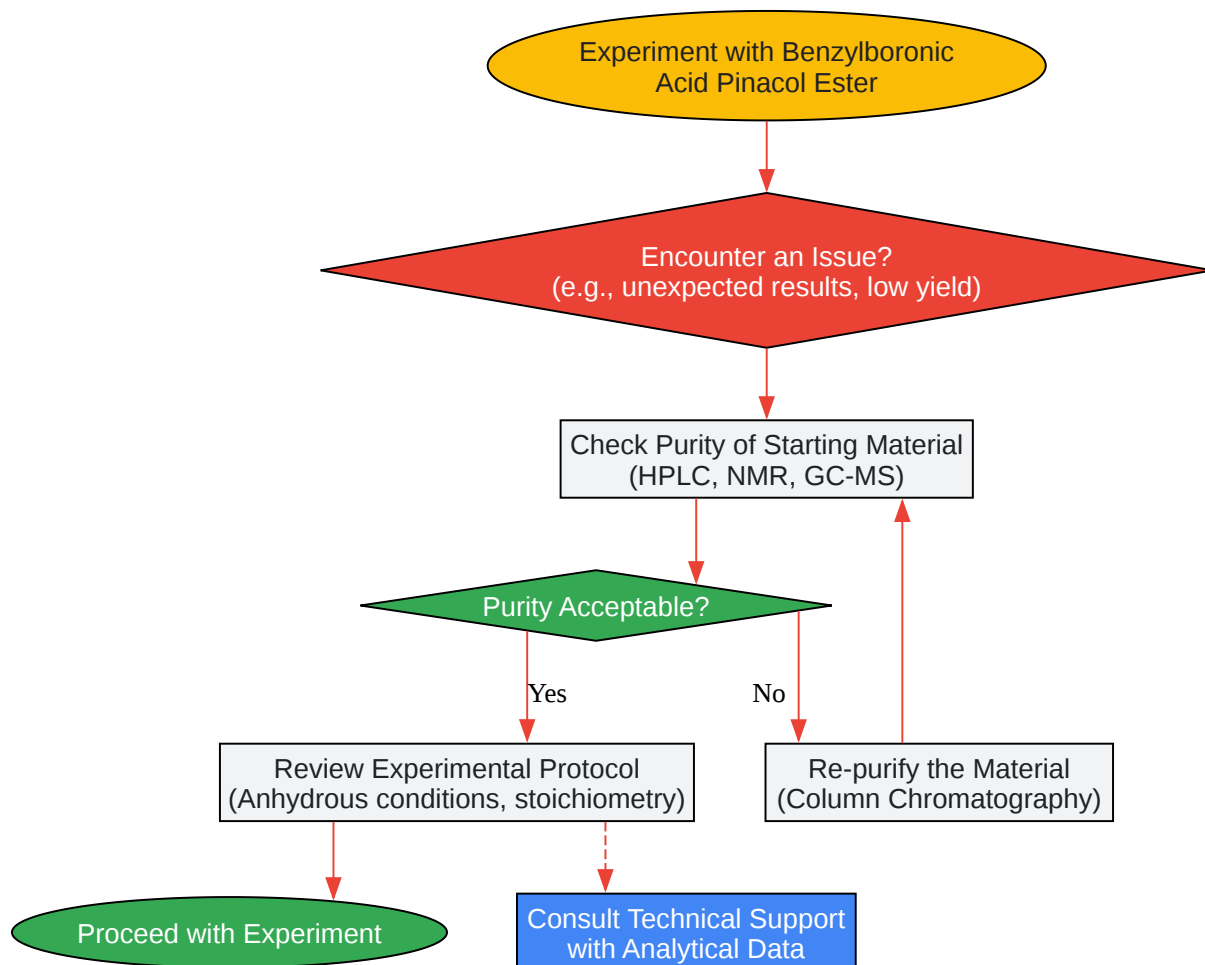 Experiment with Benzylboronic
Acid Pinacol Ester
Encounter an Issue?
(e.g., unexpected results, low yield)
Check Purity of Starting Material
(HPLC, NMR, GC-MS)
Purity Acceptable?
Yes
No
Review Experimental Protocol
(Anhydrous conditions, stoichiometry)
Re-purify the Material
(Column Chromatography)
Proceed with Experiment
Consult Technical Support
with Analytical Data